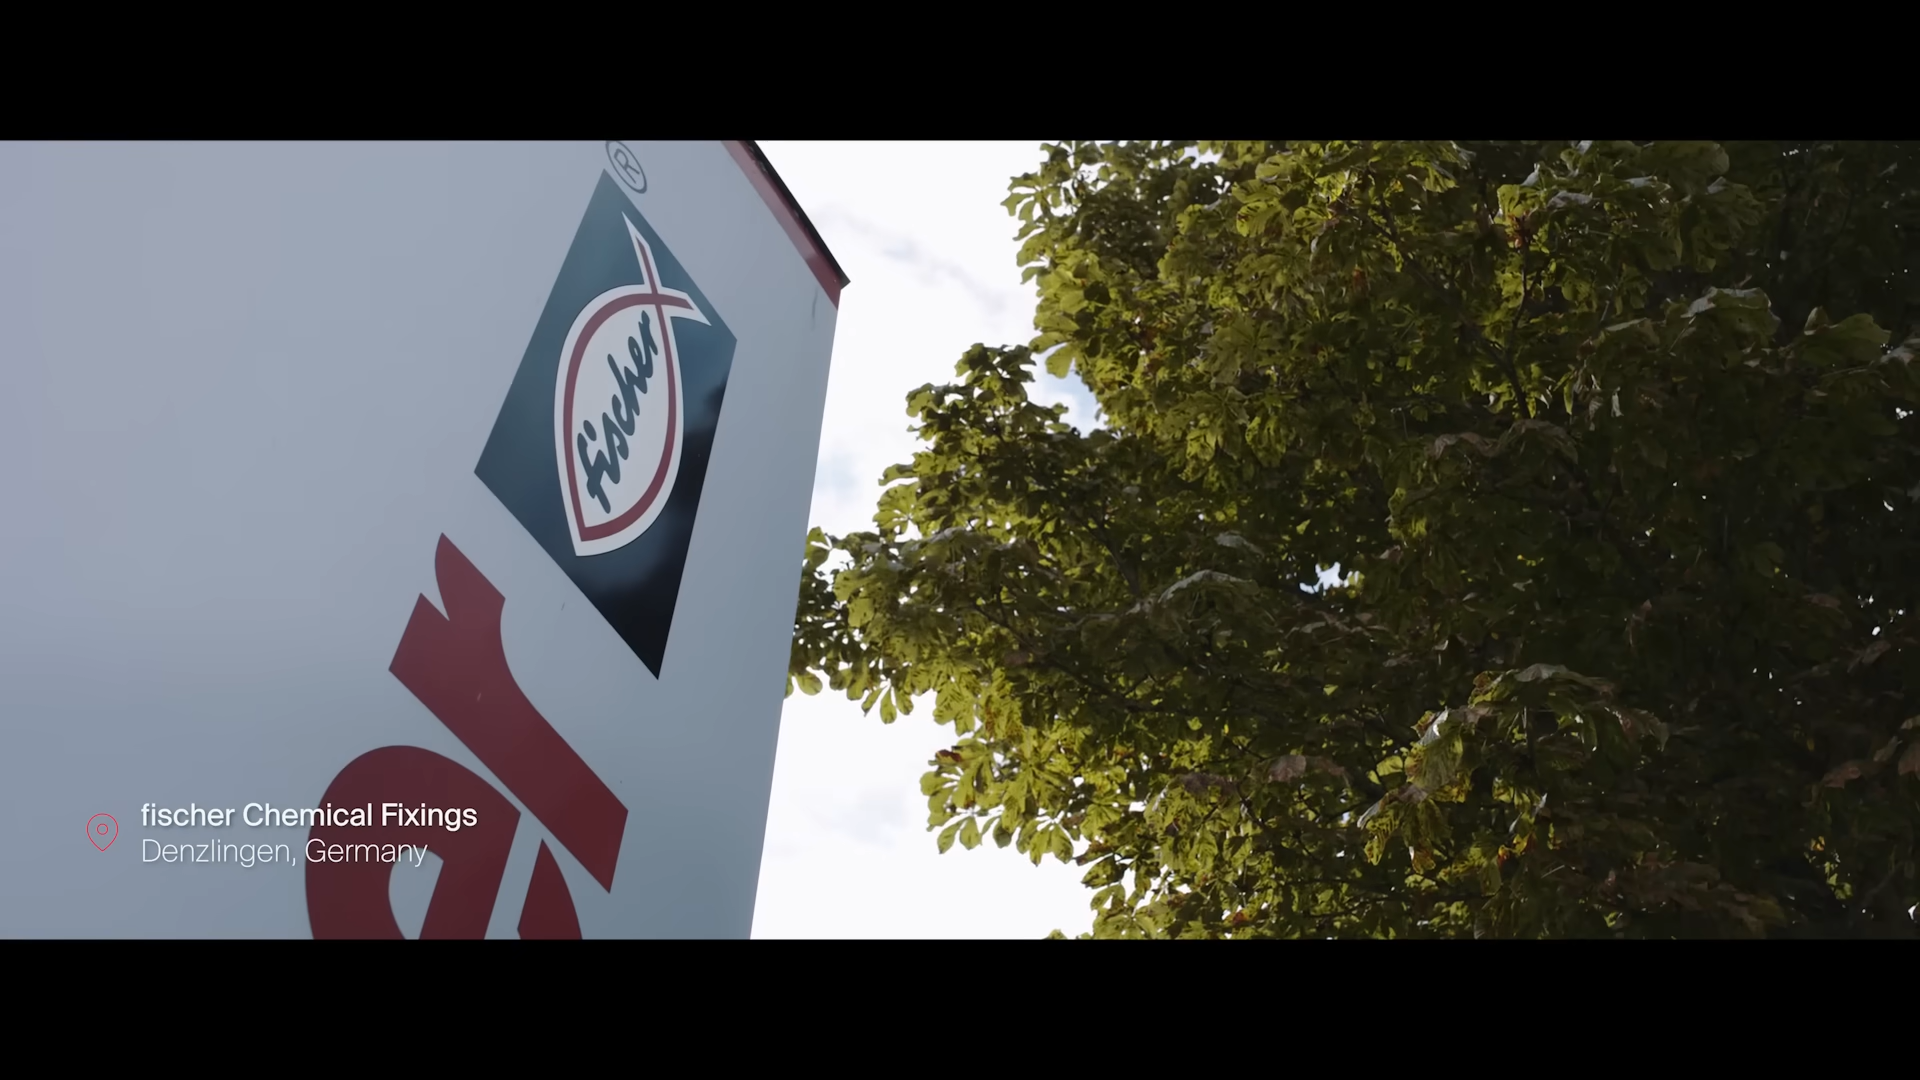 ®
fischer
er
fischer Chemical Fixings
Denzlingen, Germany